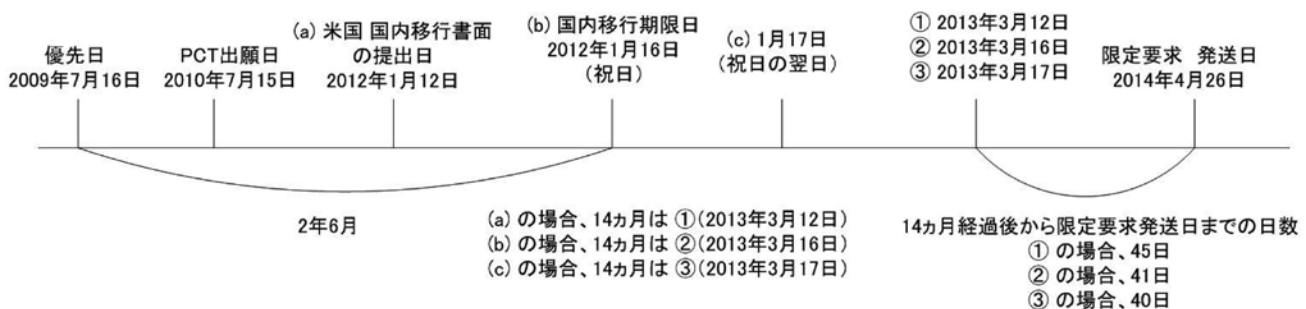 優先日
2009年7月16日
PCT出願日
2010年7月15日
(a) 米国 国内移行書面
の提出日
2012年1月12日
(b) 国内移行期限日
2012年1月16日
(祝日)
(c) 1月17日
(祝日の翌日)
① 2013年3月12日
② 2013年3月16日
③ 2013年3月17日
限定要求 発送日
2014年4月26日
2年6月
(a) の場合、14ヵ月は ①(2013年3月12日)
(b) の場合、14ヵ月は ②(2013年3月16日)
(c) の場合、14ヵ月は ③(2013年3月17日)
14ヵ月経過後から限定要求発送日までの日数
① の場合、45日
② の場合、41日
③ の場合、40日